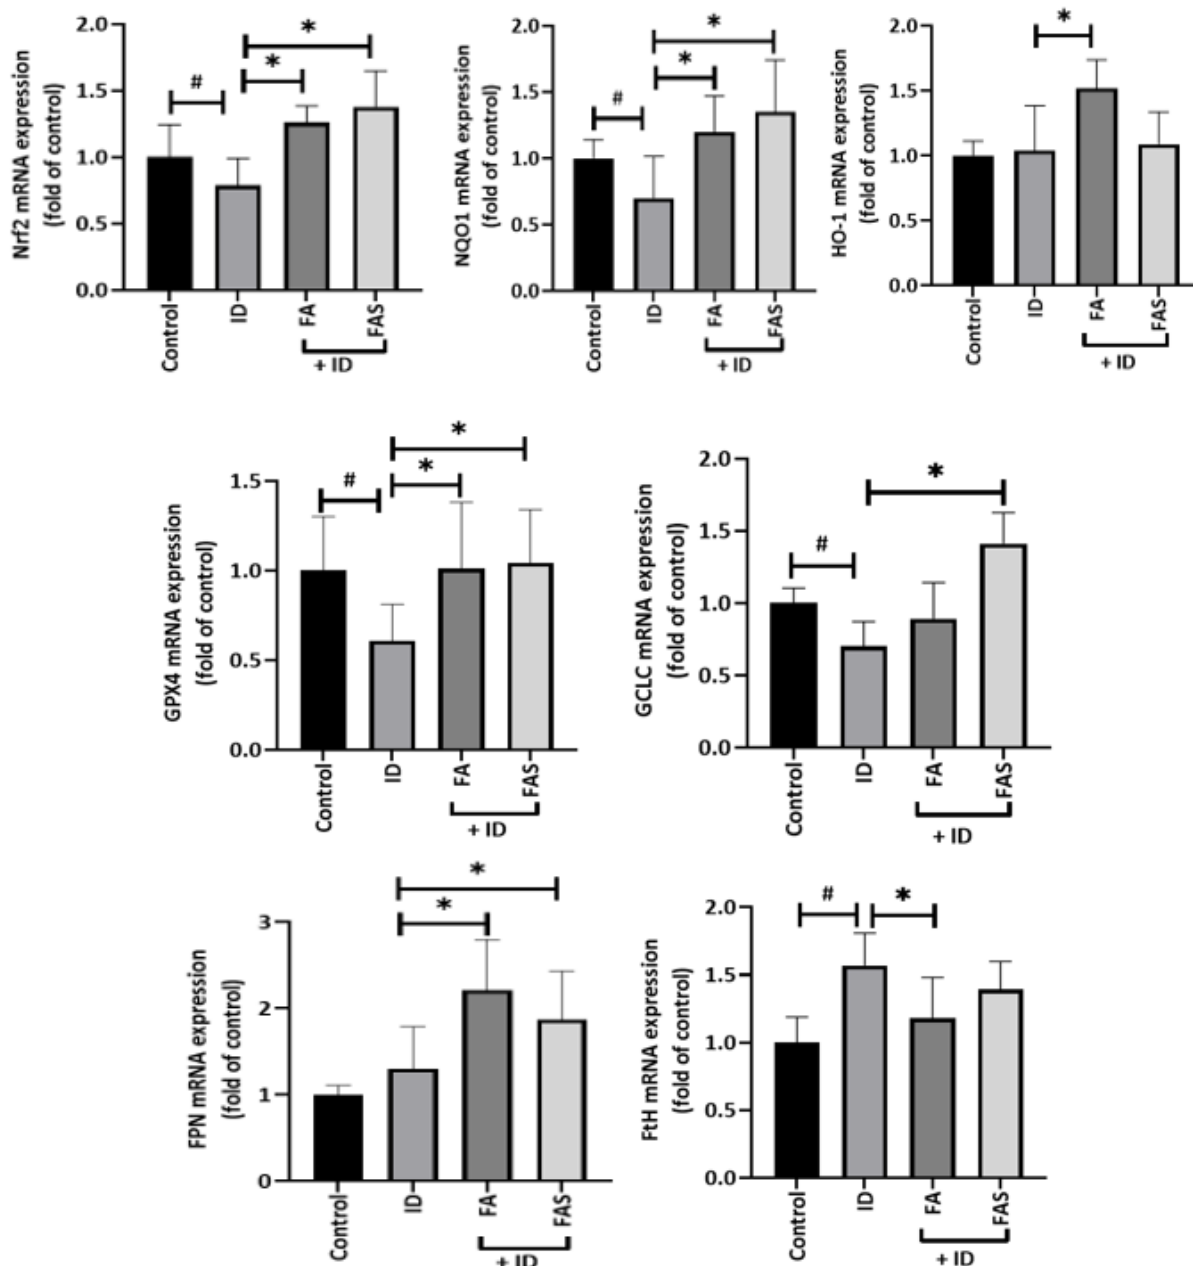 Nrf2 mRNA expression
(fold of control)
2.0
1.5
1.0
0.5
0.0
#
*
*
Control
ID
FA
FAS
+ ID
NQO1 mRNA expression
(fold of control)
2.0
1.5
1.0
0.5
0.0
#
*
*
Control
ID
FA
FAS
+ ID
HO-1 mRNA expression
(fold of control)
2.0
1.5
1.0
0.5
0.0
*
Control
ID
FA
FAS
+ ID
GPX4 mRNA expression
(fold of control)
1.5
1.0
0.5
0.0
#
*
*
Control
ID
FA
FAS
+ ID
GCLC mRNA expression
(fold of control)
2.0
1.5
1.0
0.5
0.0
#
*
Control
ID
FA
FAS
+ ID
FPN mRNA expression
(fold of control)
3
2
1
0
*
*
Control
ID
FA
FAS
+ ID
FtH mRNA expression
(fold of control)
2.0
1.5
1.0
0.5
0.0
#
*
Control
ID
FA
FAS
+ ID